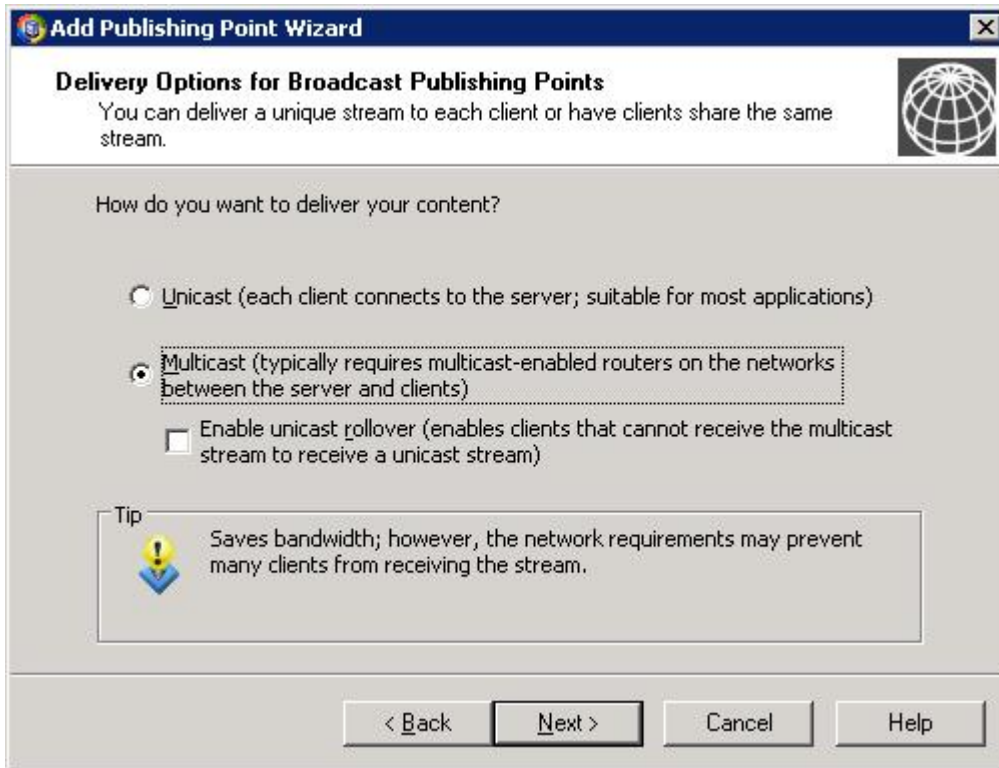 Add Publishing Point Wizard
Delivery Options for Broadcast Publishing Points
You can deliver a unique stream to each client or have clients share the same
stream.
How do you want to deliver your content?
Unicast (each client connects to the server; suitable for most applications)
Multicast (typically requires multicast-enabled routers on the networks
between the server and clients)
Enable unicast rollover (enables clients that cannot receive the multicast
stream to receive a unicast stream)
Tip
Saves bandwidth; however, the network requirements may prevent
many clients from receiving the stream.
< Back
Next >
Cancel
Help